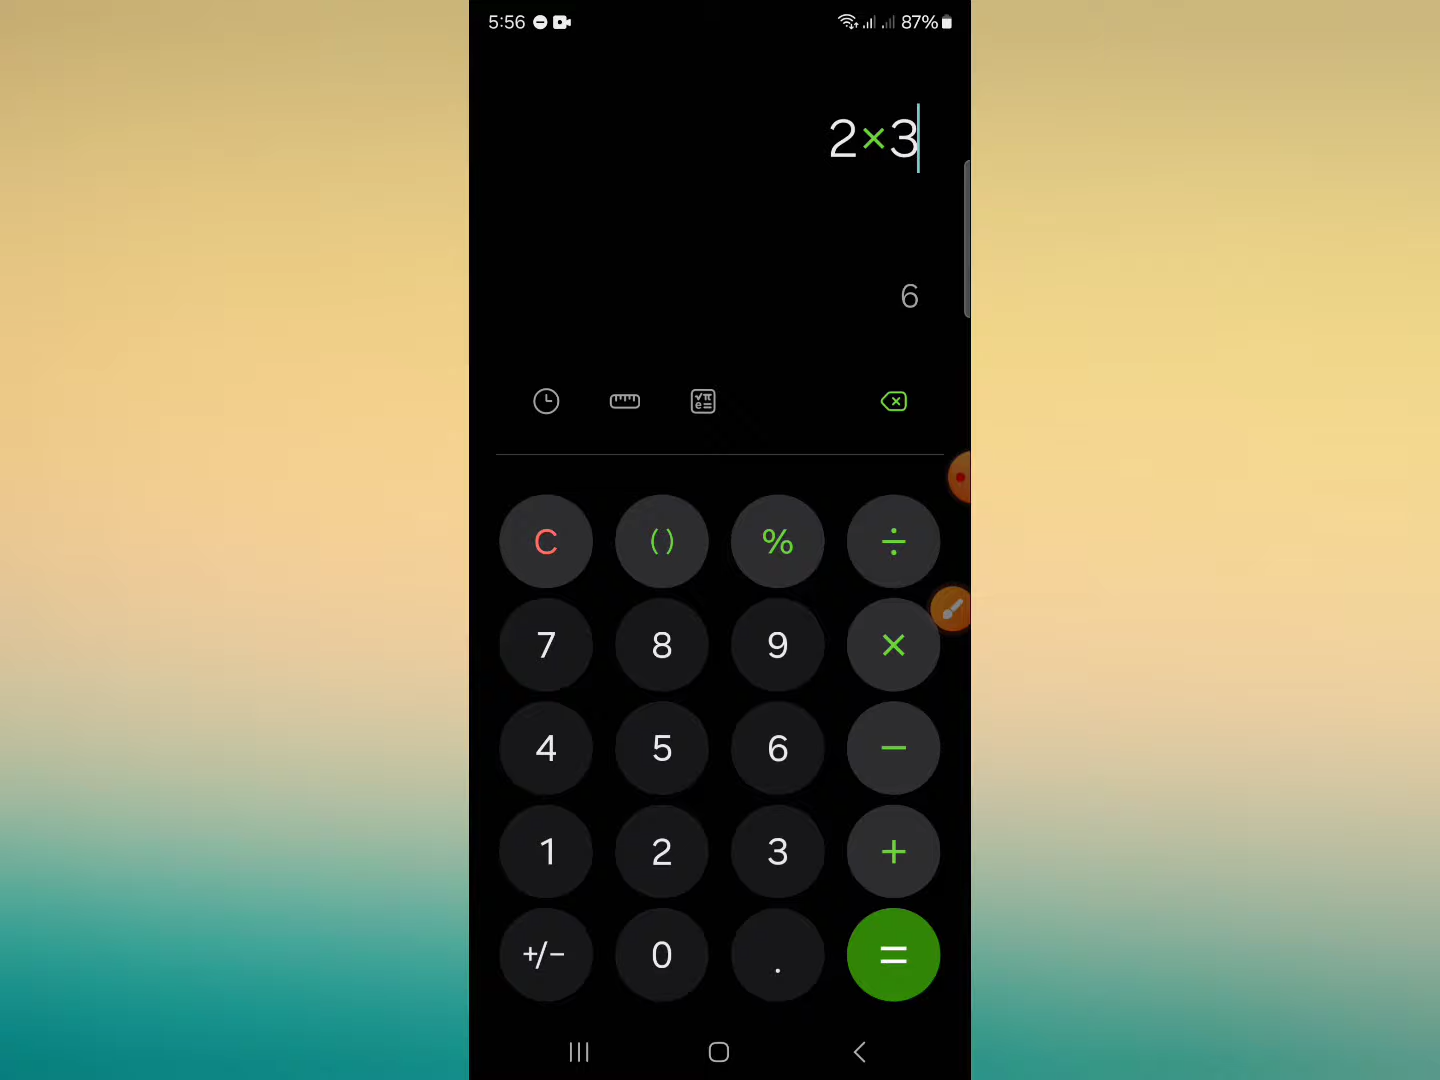 5:56 87%
2×3
6
√π
e=
C () % ÷
7 8 9 ×
4 5 6 −
1 2 3 +
+/− 0 . =